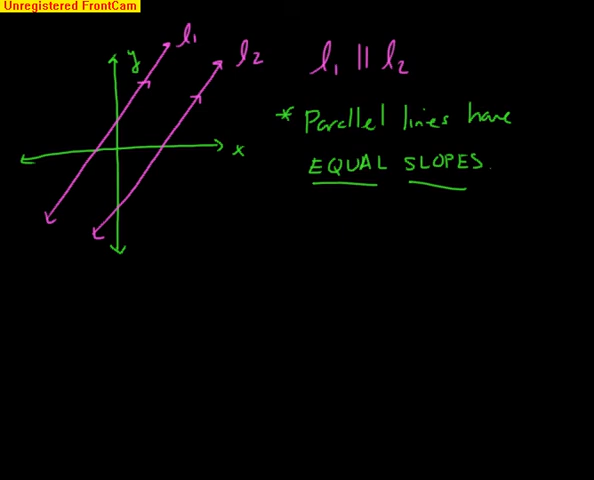 Unregistered FrontCam
l1
y
l2
l1 || l2
x
* Parallel lines have
EQUAL SLOPES.